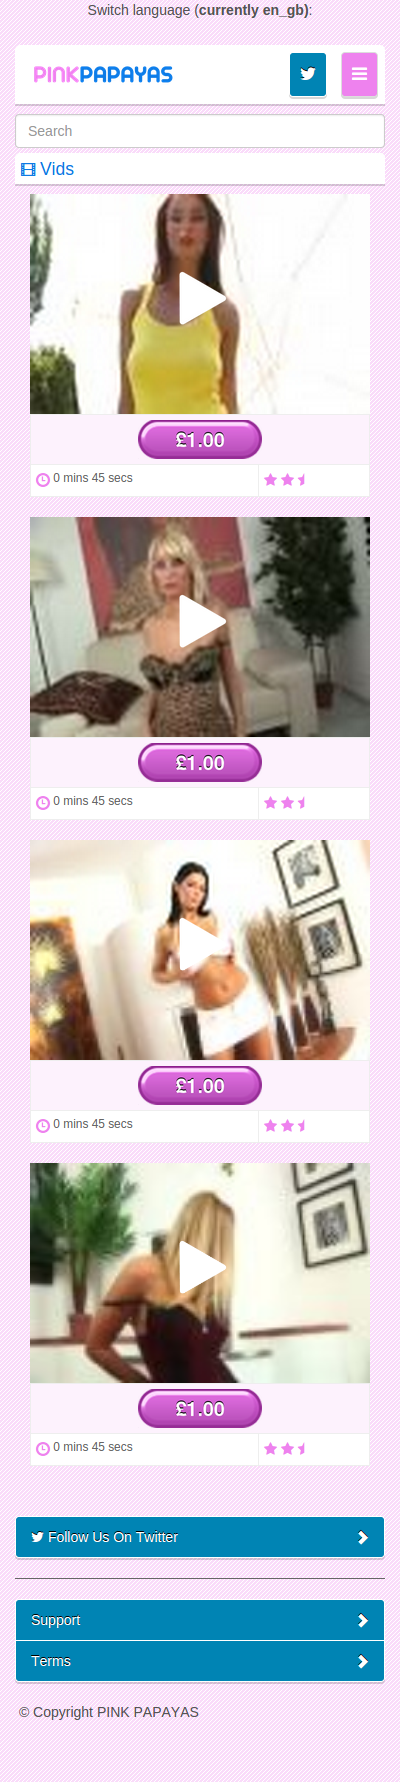 Switch language (currently en_gb):
PINKPAPAYAS
Search
Vids
£1.00
0 mins 45 secs
£1.00
0 mins 45 secs
£1.00
0 mins 45 secs
£1.00
0 mins 45 secs
Follow Us On Twitter
Support
Terms
© Copyright PINK PAPAYAS